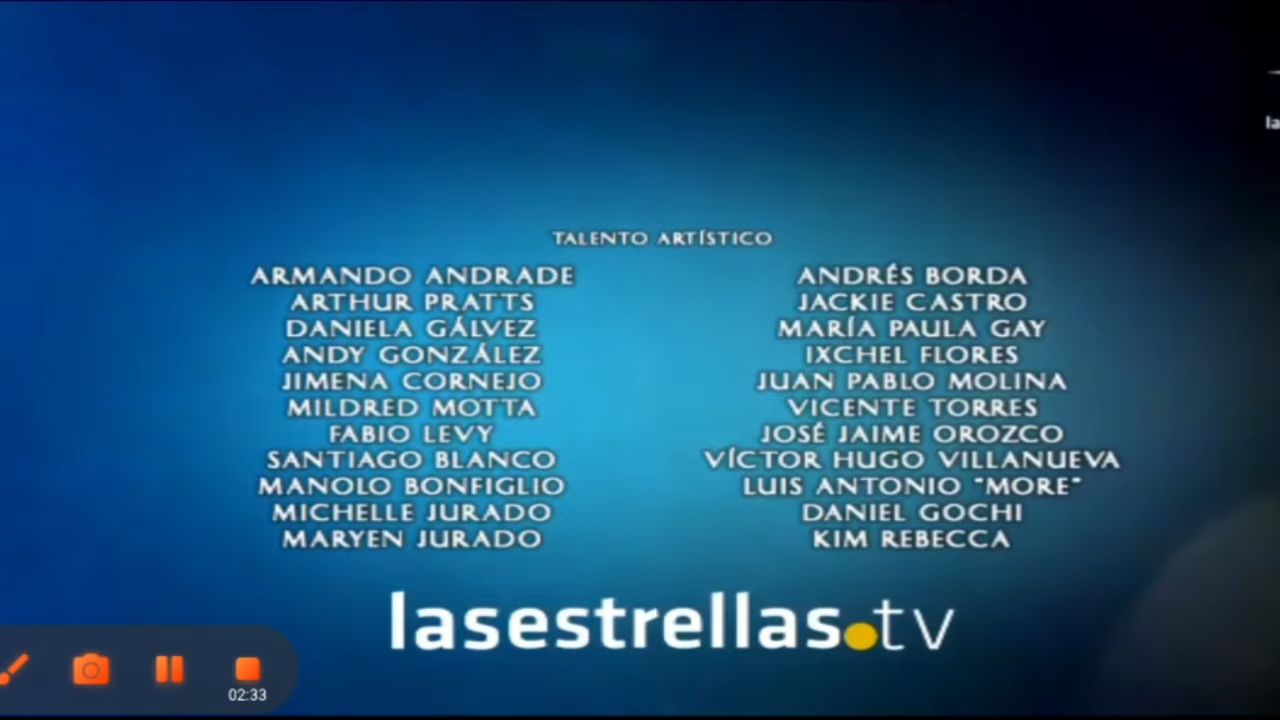 la
TALENTO ARTÍSTICO
ARMANDO ANDRADE
ARTHUR PRATTS
DANIELA GÁLVEZ
ANDY GONZÁLEZ
JIMENA CORNEJO
MILDRED MOTTA
FABIO LEVY
SANTIAGO BLANCO
MANOLO BONFIGLIO
MICHELLE JURADO
MARYEN JURADO
ANDRÉS BORDA
JACKIE CASTRO
MARÍA PAULA GAY
IXCHEL FLORES
JUAN PABLO MOLINA
VICENTE TORRES
JOSÉ JAIME OROZCO
VÍCTOR HUGO VILLANUEVA
LUIS ANTONIO "MORE"
DANIEL GOCHI
KIM REBECCA
lasestrellas.tv
02:33